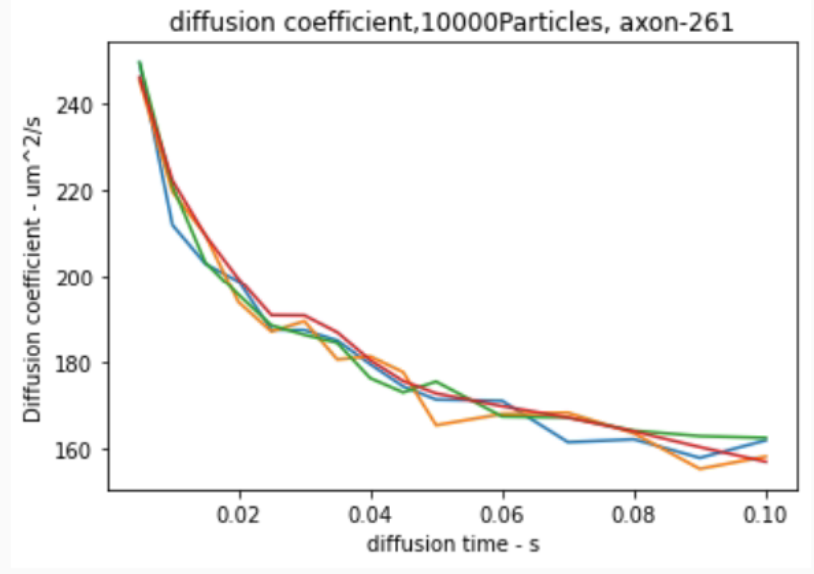 diffusion coefficient,10000Particles, axon-261
Diffusion coefficient - um^2/s
240
220
200
180
160
0.02 0.04 0.06 0.08 0.10
diffusion time - s